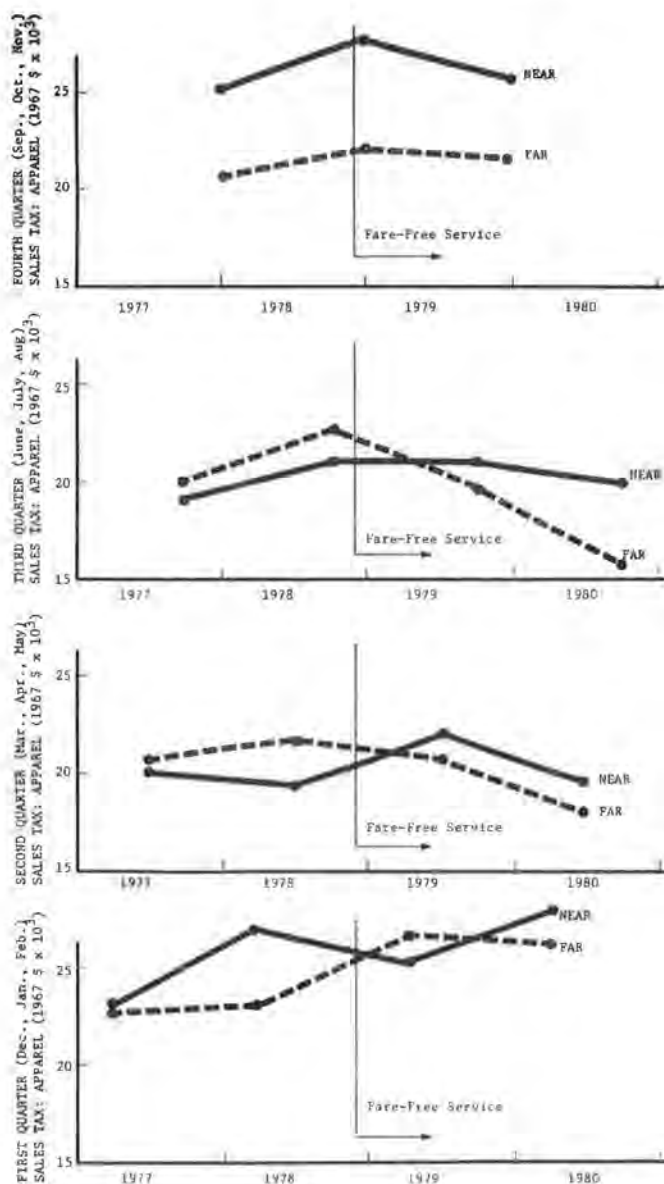 FOURTH QUARTER (Sep., Oct., Nov.)
SALES TAX: APPAREL (1967 $ x 10³)
25
20
15
NEAR
FAR
Fare-Free Service
1977 1978 1979 1980
THIRD QUARTER (June, July, Aug)
SALES TAX: APPAREL (1967 $ x 10³)
25
20
15
NEAR
FAR
Fare-Free Service
1977 1978 1979 1980
SECOND QUARTER (Mar., Apr., May)
SALES TAX: APPAREL (1967 $ x 10³)
25
20
15
NEAR
FAR
Fare-Free Service
1977 1978 1979 1980
FIRST QUARTER (Dec., Jan., Feb.)
SALES TAX: APPAREL (1967 $ x 10³)
25
20
15
NEAR
FAR
Fare-Free Service
1977 1978 1979 1980